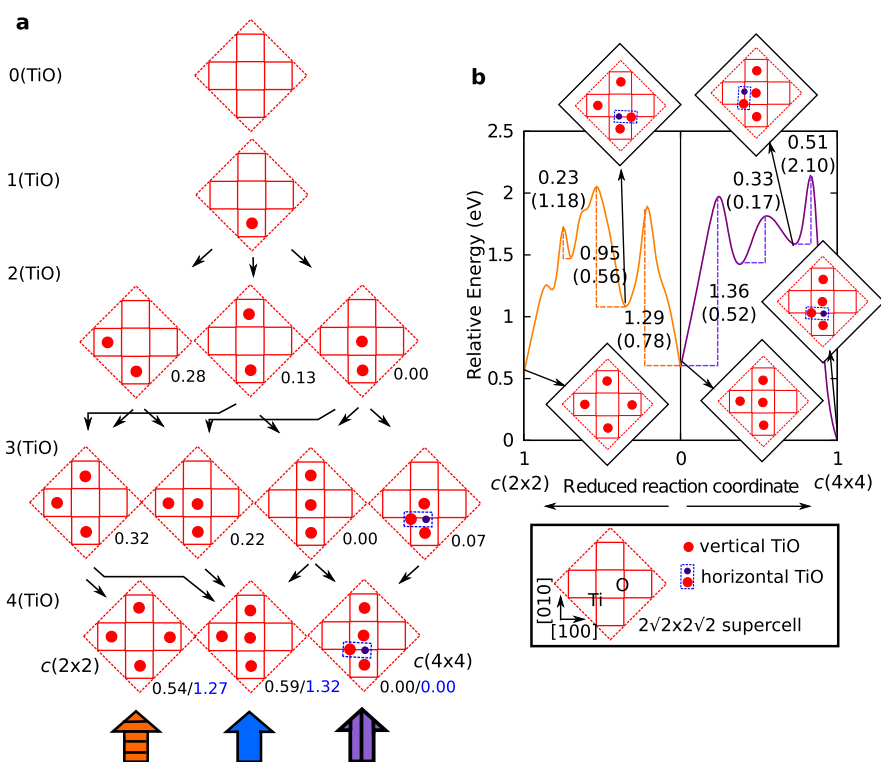 a
0(TiO)
1(TiO)
2(TiO)
0.28
0.13
0.00
3(TiO)
0.32
0.22
0.00
0.07
4(TiO)
c(2x2)
c(4x4)
0.54/1.27
0.59/1.32
0.00/0.00
b
Relative Energy (eV)
2.5
2
1.5
1
0.5
0
0.23
(1.18)
0.95
(0.56)
1.29
(0.78)
1.36
(0.52)
0.33
(0.17)
0.51
(2.10)
1
0
1
c(2x2)
Reduced reaction coordinate
c(4x4)
[010]
[100]
Ti
O
vertical TiO
horizontal TiO
2√2x2√2 supercell